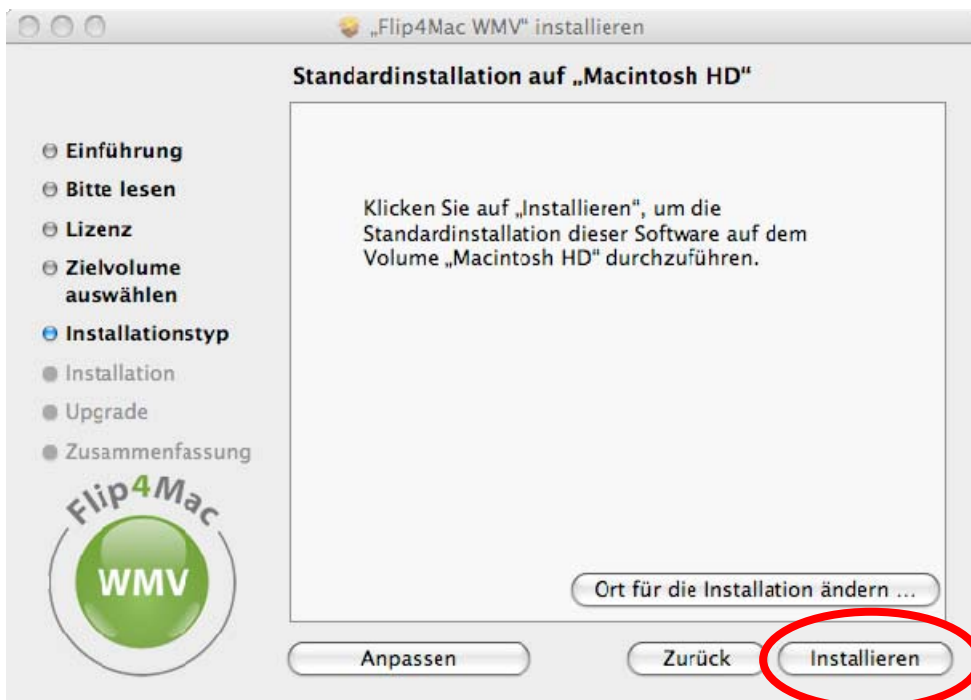 „Flip4Mac WMV“ installieren
Standardinstallation auf „Macintosh HD“
Einführung
Bitte lesen
Lizenz
Zielvolume
auswählen
Installationstyp
Installation
Upgrade
Zusammenfassung
Klicken Sie auf „Installieren“, um die
Standardinstallation dieser Software auf dem
Volume „Macintosh HD“ durchzuführen.
Flip4Mac
WMV
Ort für die Installation ändern ...
Anpassen
Zurück
Installieren